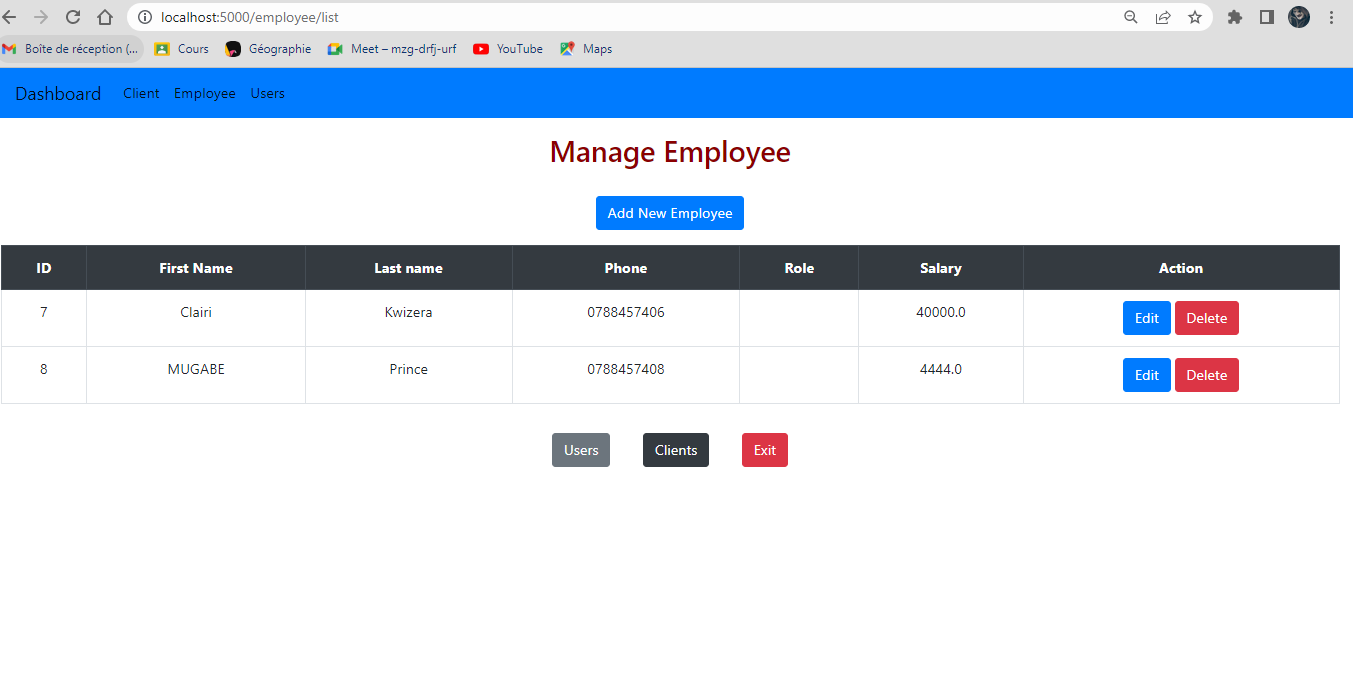 localhost:5000/employee/list
Boîte de réception (... Cours Géographie Meet – mzg-drfj-urf YouTube Maps
Dashboard Client Employee Users
Manage Employee
Add New Employee
ID First Name Last name Phone Role Salary Action
7 Clairi Kwizera 0788457406 40000.0 Edit Delete
8 MUGABE Prince 0788457408 4444.0 Edit Delete
Users Clients Exit